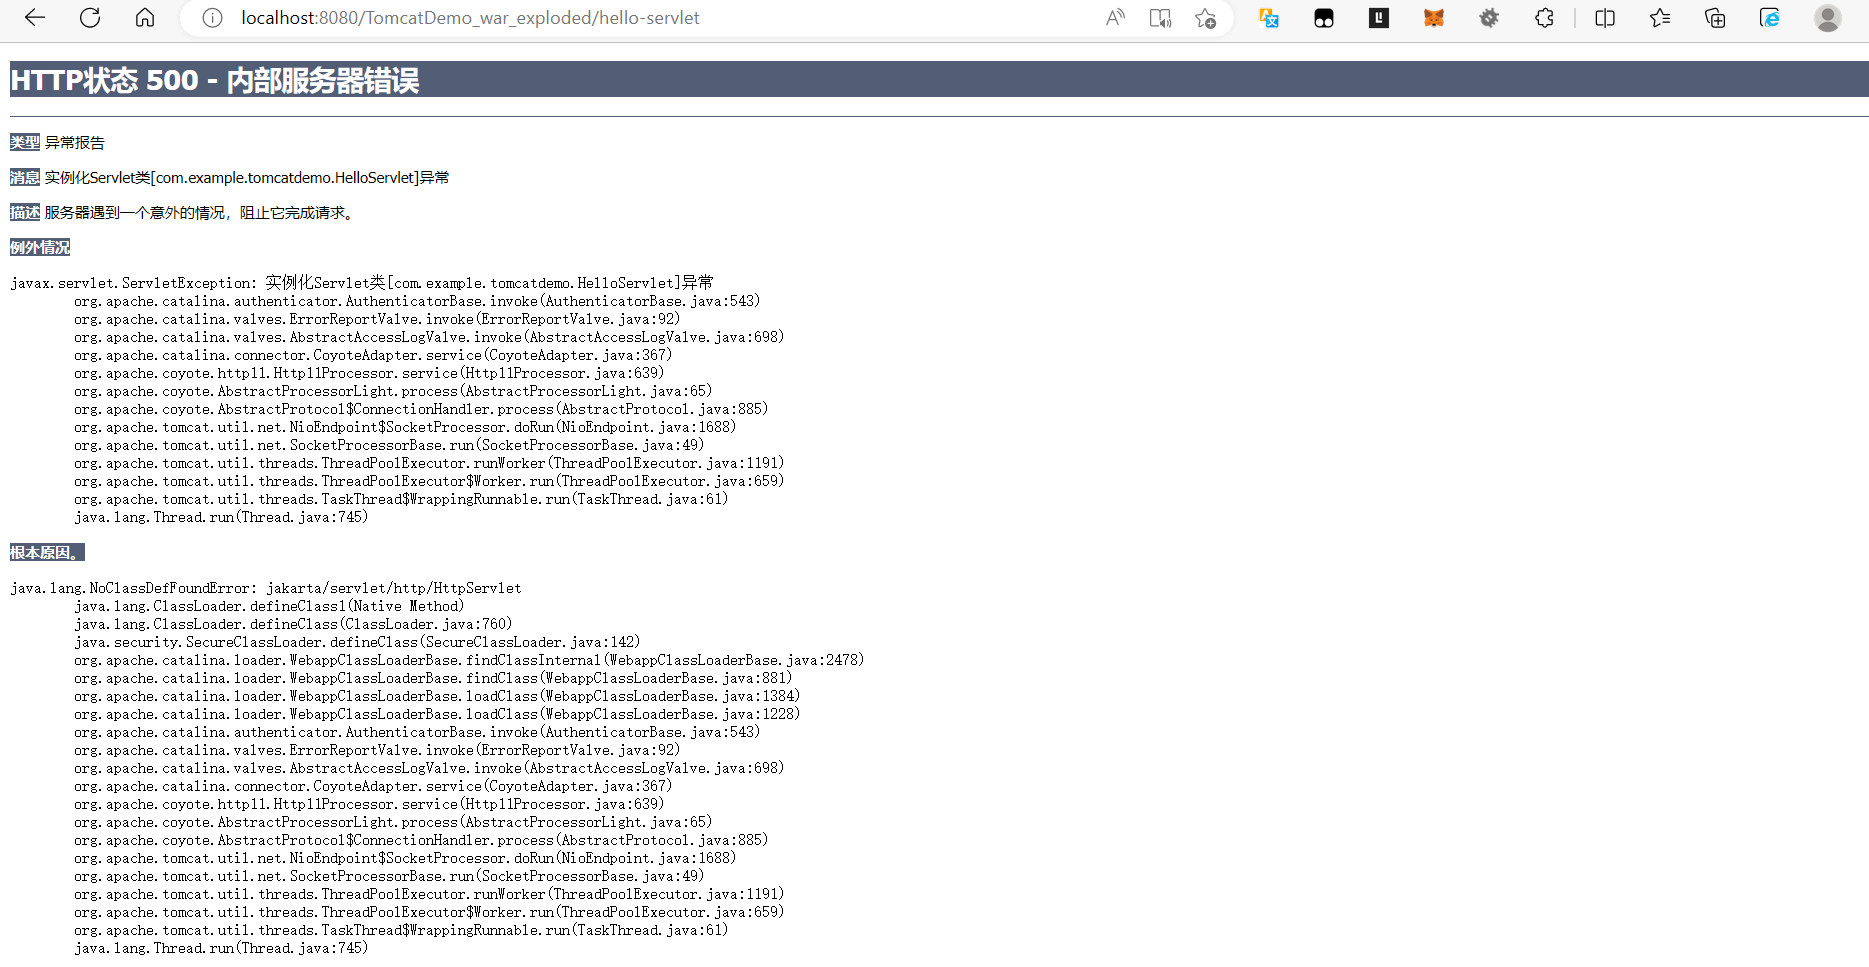 localhost:8080/TomcatDemo_war_exploded/hello-servlet
HTTP状态 500 - 内部服务器错误
类型 异常报告
消息 实例化Servlet类[com.example.tomcatdemo.HelloServlet]异常
描述 服务器遇到一个意外的情况，阻止它完成请求。
例外情况
javax.servlet.ServletException: 实例化Servlet类[com.example.tomcatdemo.HelloServlet]异常
org.apache.catalina.authenticator.AuthenticatorBase.invoke(AuthenticatorBase.java:543)
org.apache.catalina.valves.ErrorReportValve.invoke(ErrorReportValve.java:92)
org.apache.catalina.valves.AbstractAccessLogValve.invoke(AbstractAccessLogValve.java:698)
org.apache.catalina.connector.CoyoteAdapter.service(CoyoteAdapter.java:367)
org.apache.coyote.http11.Http11Processor.service(Http11Processor.java:639)
org.apache.coyote.AbstractProcessorLight.process(AbstractProcessorLight.java:65)
org.apache.coyote.AbstractProtocol$ConnectionHandler.process(AbstractProtocol.java:885)
org.apache.tomcat.util.net.NioEndpoint$SocketProcessor.doRun(NioEndpoint.java:1688)
org.apache.tomcat.util.net.SocketProcessorBase.run(SocketProcessorBase.java:49)
org.apache.tomcat.util.threads.ThreadPoolExecutor.runWorker(ThreadPoolExecutor.java:1191)
org.apache.tomcat.util.threads.ThreadPoolExecutor$Worker.run(ThreadPoolExecutor.java:659)
org.apache.tomcat.util.threads.TaskThread$WrappingRunnable.run(TaskThread.java:61)
java.lang.Thread.run(Thread.java:745)
根本原因。
java.lang.NoClassDefFoundError: jakarta/servlet/http/HttpServlet
java.lang.ClassLoader.defineClass1(Native Method)
java.lang.ClassLoader.defineClass(ClassLoader.java:760)
java.security.SecureClassLoader.defineClass(SecureClassLoader.java:142)
org.apache.catalina.loader.WebappClassLoaderBase.findClassInternal(WebappClassLoaderBase.java:2478)
org.apache.catalina.loader.WebappClassLoaderBase.findClass(WebappClassLoaderBase.java:881)
org.apache.catalina.loader.WebappClassLoaderBase.loadClass(WebappClassLoaderBase.java:1384)
org.apache.catalina.loader.WebappClassLoaderBase.loadClass(WebappClassLoaderBase.java:1228)
org.apache.catalina.authenticator.AuthenticatorBase.invoke(AuthenticatorBase.java:543)
org.apache.catalina.valves.ErrorReportValve.invoke(ErrorReportValve.java:92)
org.apache.catalina.valves.AbstractAccessLogValve.invoke(AbstractAccessLogValve.java:698)
org.apache.catalina.connector.CoyoteAdapter.service(CoyoteAdapter.java:367)
org.apache.coyote.http11.Http11Processor.service(Http11Processor.java:639)
org.apache.coyote.AbstractProcessorLight.process(AbstractProcessorLight.java:65)
org.apache.coyote.AbstractProtocol$ConnectionHandler.process(AbstractProtocol.java:885)
org.apache.tomcat.util.net.NioEndpoint$SocketProcessor.doRun(NioEndpoint.java:1688)
org.apache.tomcat.util.net.SocketProcessorBase.run(SocketProcessorBase.java:49)
org.apache.tomcat.util.threads.ThreadPoolExecutor.runWorker(ThreadPoolExecutor.java:1191)
org.apache.tomcat.util.threads.ThreadPoolExecutor$Worker.run(ThreadPoolExecutor.java:659)
org.apache.tomcat.util.threads.TaskThread$WrappingRunnable.run(TaskThread.java:61)
java.lang.Thread.run(Thread.java:745)